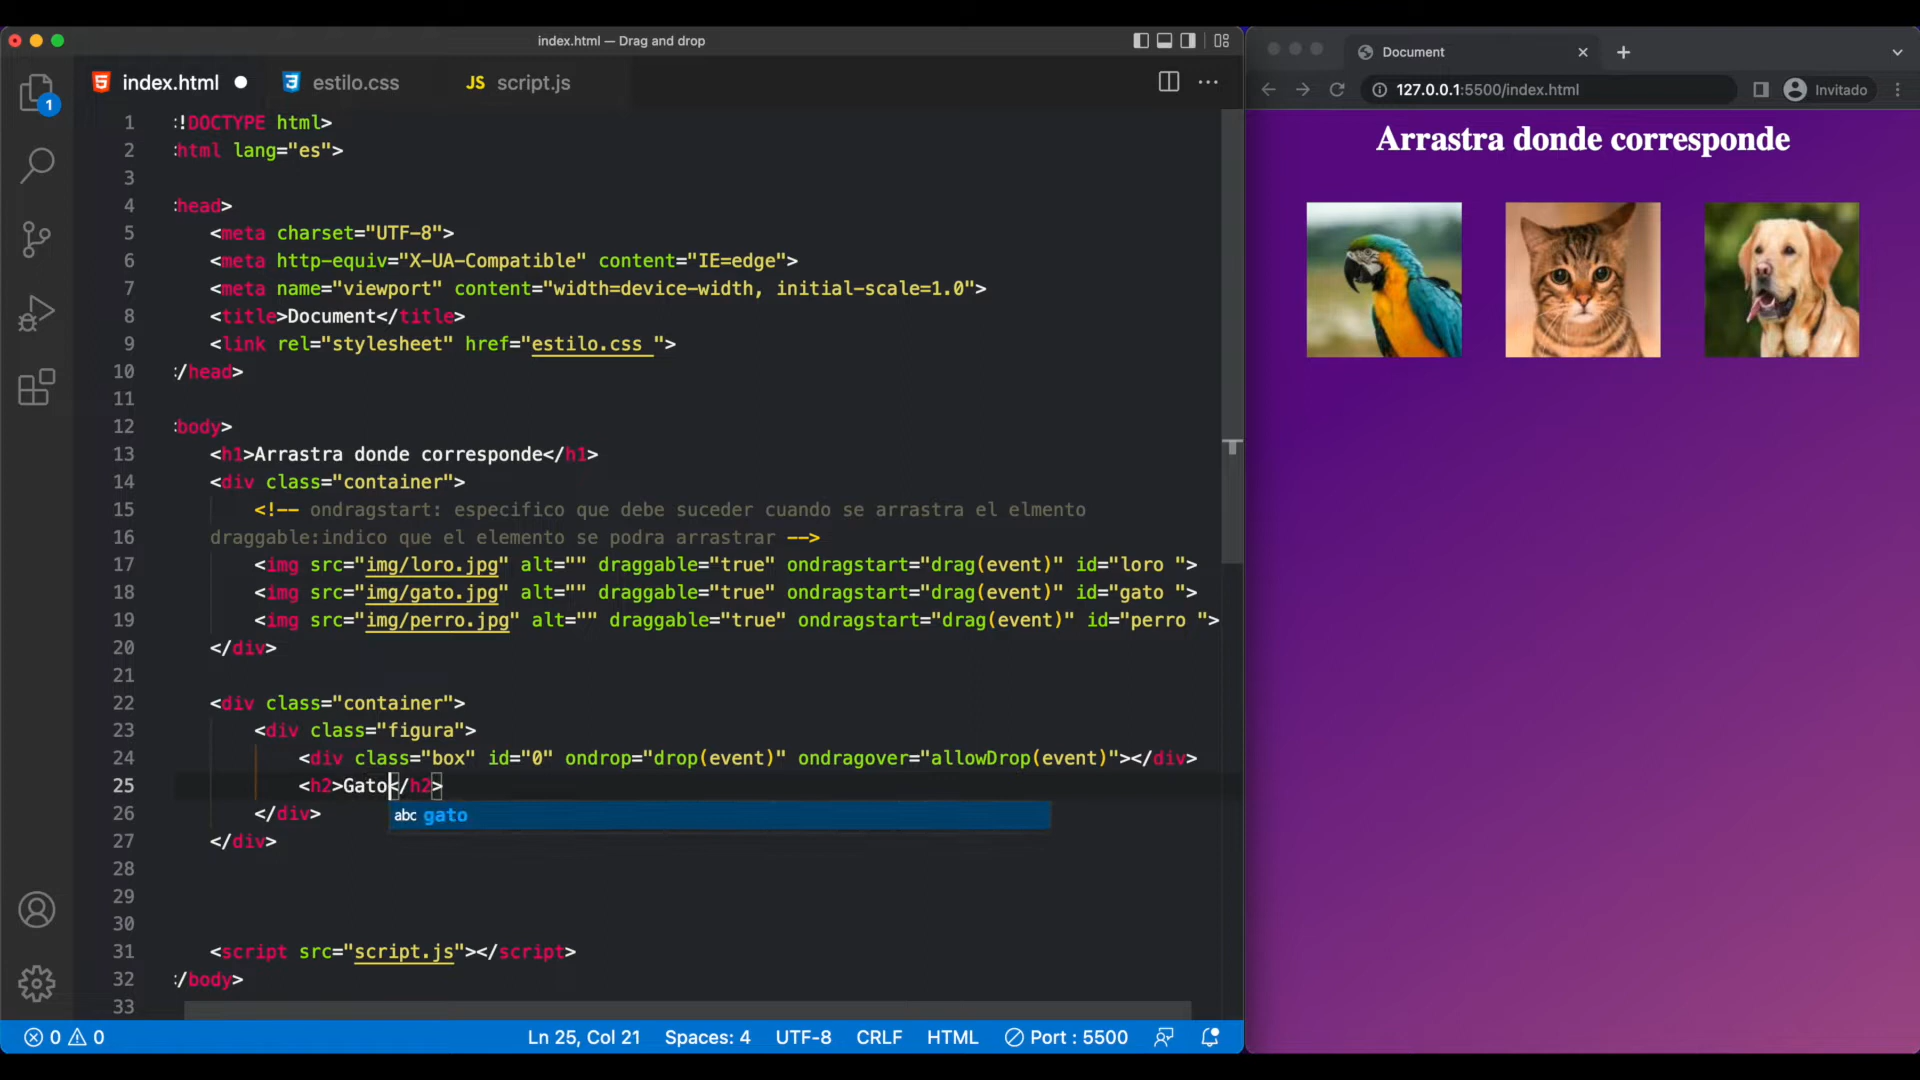 index.html — Drag and drop
index.html
estilo.css
JS script.js
1 !DOCTYPE html>
2 html lang="es">
3
4 head>
5 <meta charset="UTF-8">
6 <meta http-equiv="X-UA-Compatible" content="IE=edge">
7 <meta name="viewport" content="width=device-width, initial-scale=1.0">
8 <title>Document</title>
9 <link rel="stylesheet" href="estilo.css ">
10 /head>
11
12 body>
13 <h1>Arrastra donde corresponde</h1>
14 <div class="container">
15 <!-- ondragstart: especifico que debe suceder cuando se arrastra el elmento
16 draggable:indico que el elemento se podra arrastrar -->
17 <img src="img/loro.jpg" alt="" draggable="true" ondragstart="drag(event)" id="loro ">
18 <img src="img/gato.jpg" alt="" draggable="true" ondragstart="drag(event)" id="gato ">
19 <img src="img/perro.jpg" alt="" draggable="true" ondragstart="drag(event)" id="perro ">
20 </div>
21
22 <div class="container">
23 <div class="figura">
24 <div class="box" id="0" ondrop="drop(event)" ondragover="allowDrop(event)"></div>
25 <h2>Gato</h2>
26 </div>
abc gato
27 </div>
28
29
30
31 <script src="script.js"></script>
32 /body>
33
1
0 0
Ln 25, Col 21
Spaces: 4
UTF-8
CRLF
HTML
Port : 5500
Document
127.0.0.1:5500/index.html
Invitado
Arrastra donde corresponde